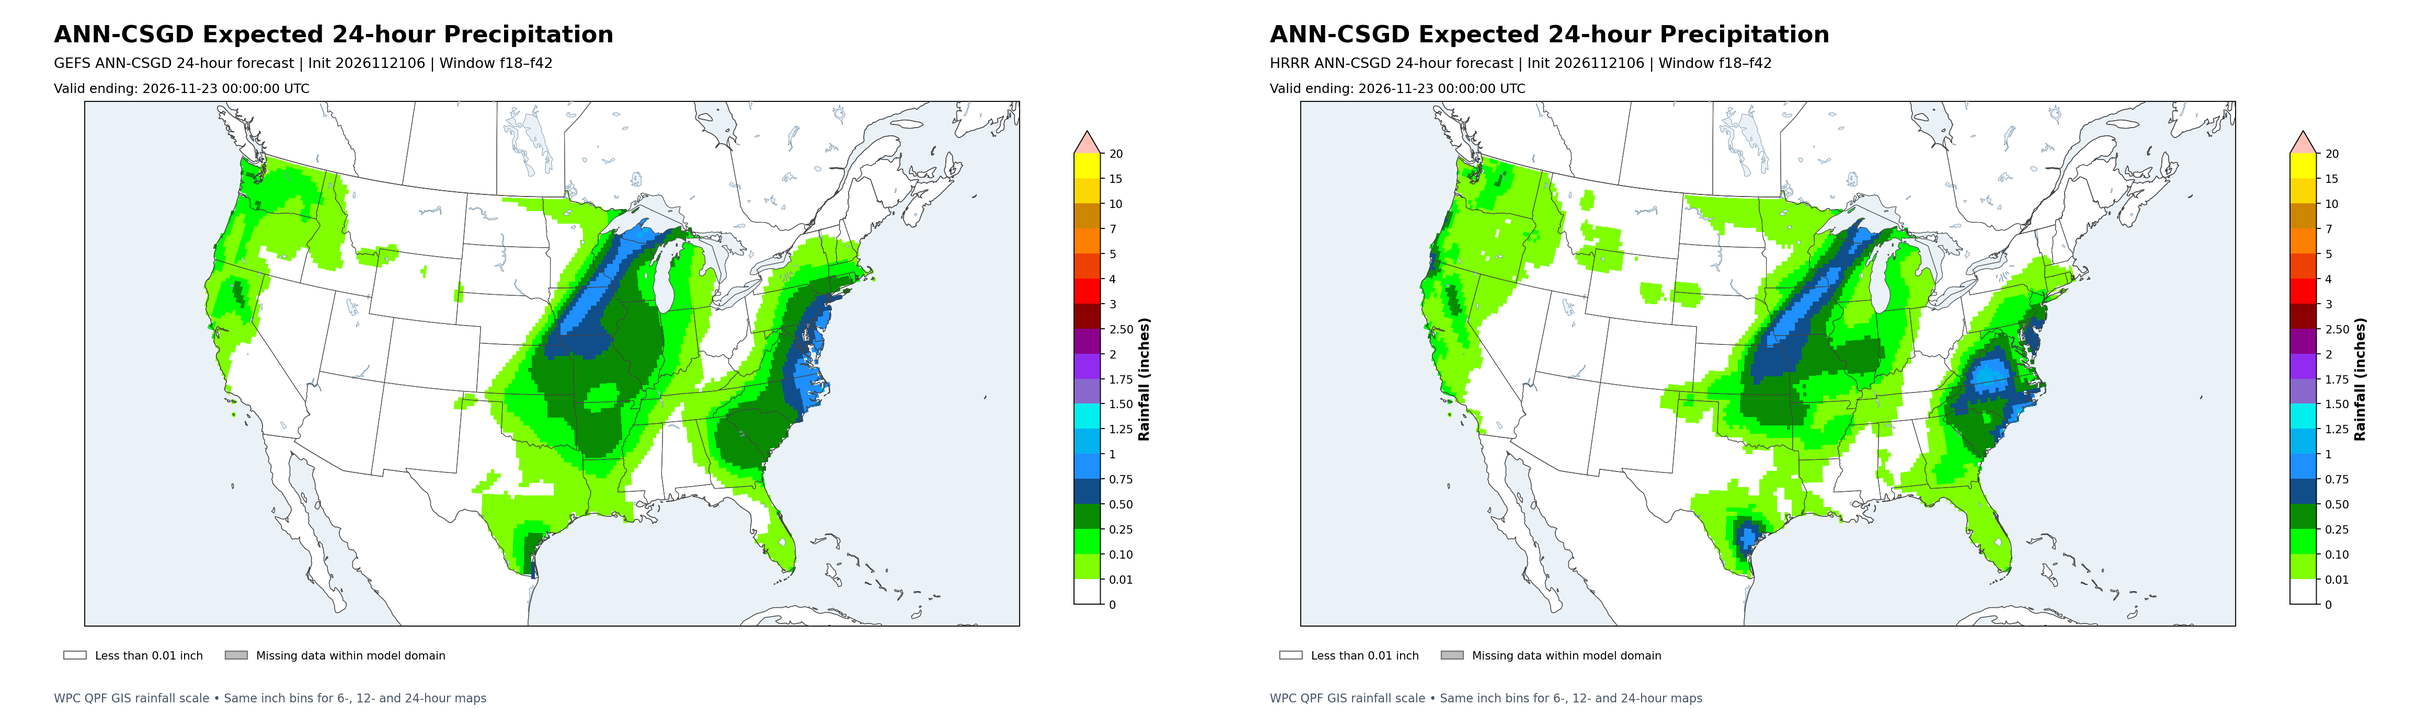 ANN-CSGD Expected 24-hour Precipitation
GEFS ANN-CSGD 24-hour forecast | Init 2026112106 | Window f18–f42
Valid ending: 2026-11-23 00:00:00 UTC
20
15
10
7
5
4
3
2.50
2
1.75
1.50
1.25
1
0.75
0.50
0.25
0.10
0.01
0
Rainfall (inches)
Less than 0.01 inch
Missing data within model domain
WPC QPF GIS rainfall scale • Same inch bins for 6-, 12- and 24-hour maps
ANN-CSGD Expected 24-hour Precipitation
HRRR ANN-CSGD 24-hour forecast | Init 2026112106 | Window f18–f42
Valid ending: 2026-11-23 00:00:00 UTC
20
15
10
7
5
4
3
2.50
2
1.75
1.50
1.25
1
0.75
0.50
0.25
0.10
0.01
0
Rainfall (inches)
Less than 0.01 inch
Missing data within model domain
WPC QPF GIS rainfall scale • Same inch bins for 6-, 12- and 24-hour maps